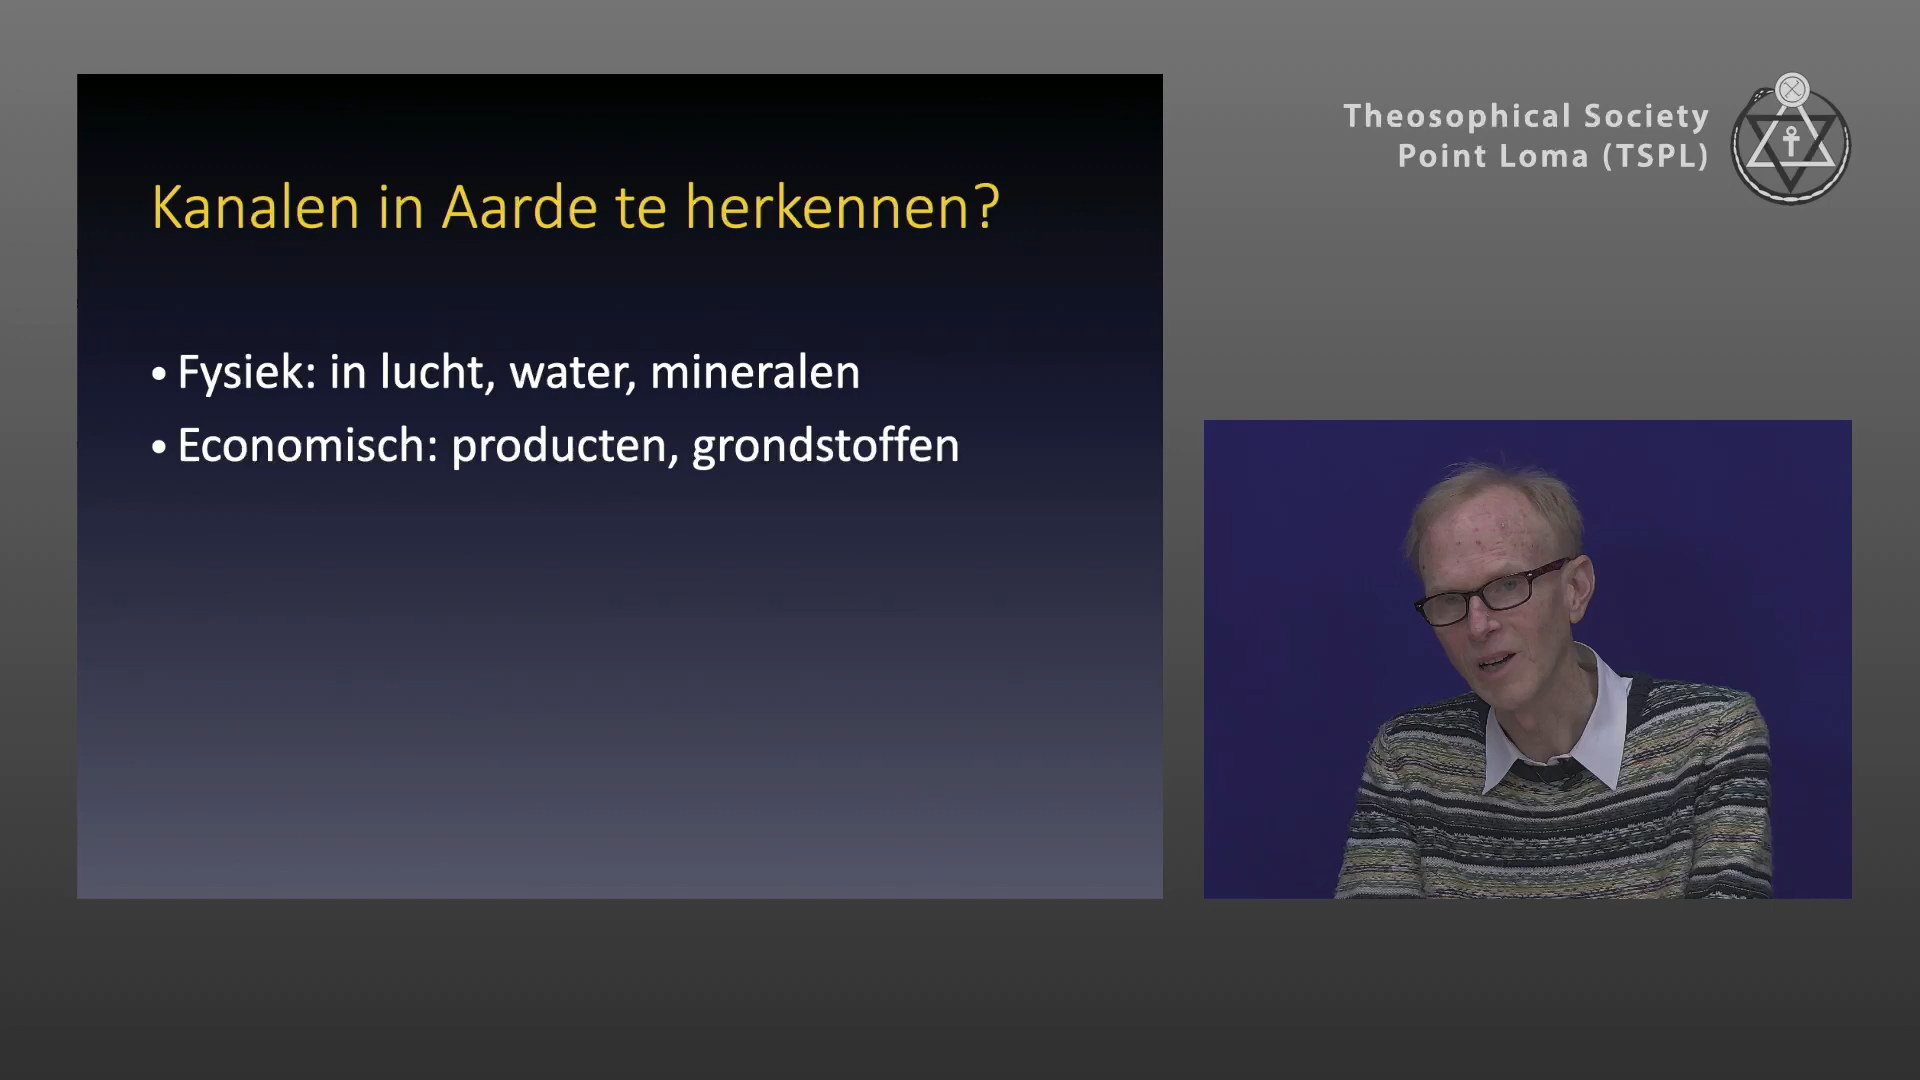 Kanalen in Aarde te herkennen?
• Fysiek: in lucht, water, mineralen
• Economisch: producten, grondstoffen
Theosophical Society
Point Loma (TSPL)